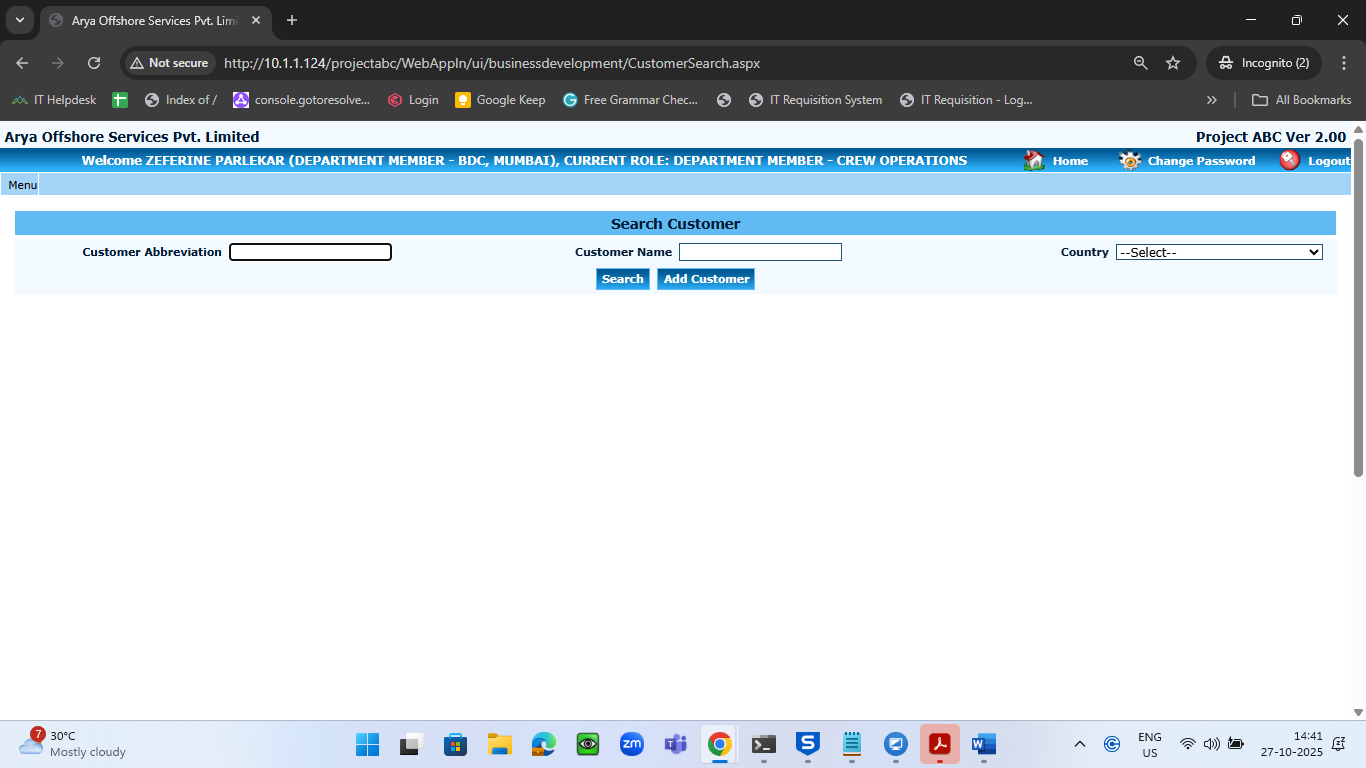 Arya Offshore Services Pvt. Limi
Not secure http://10.1.1.124/projectabc/WebAppIn/ui/businessdevelopment/CustomerSearch.aspx Incognito (2)
IT Helpdesk Index of / console.gotoresolve... Login Google Keep Free Grammar Chec... IT Requisition System IT Requisition - Log... » All Bookmarks
Arya Offshore Services Pvt. Limited Project ABC Ver 2.00
Welcome ZEFERINE PARLEKAR (DEPARTMENT MEMBER - BDC, MUMBAI), CURRENT ROLE: DEPARTMENT MEMBER - CREW OPERATIONS Home Change Password Logout
Menu
Search Customer
Customer Abbreviation Customer Name Country --Select--
Search Add Customer
7 30°C
Mostly cloudy
zm
ENG
US
14:41
27-10-2025